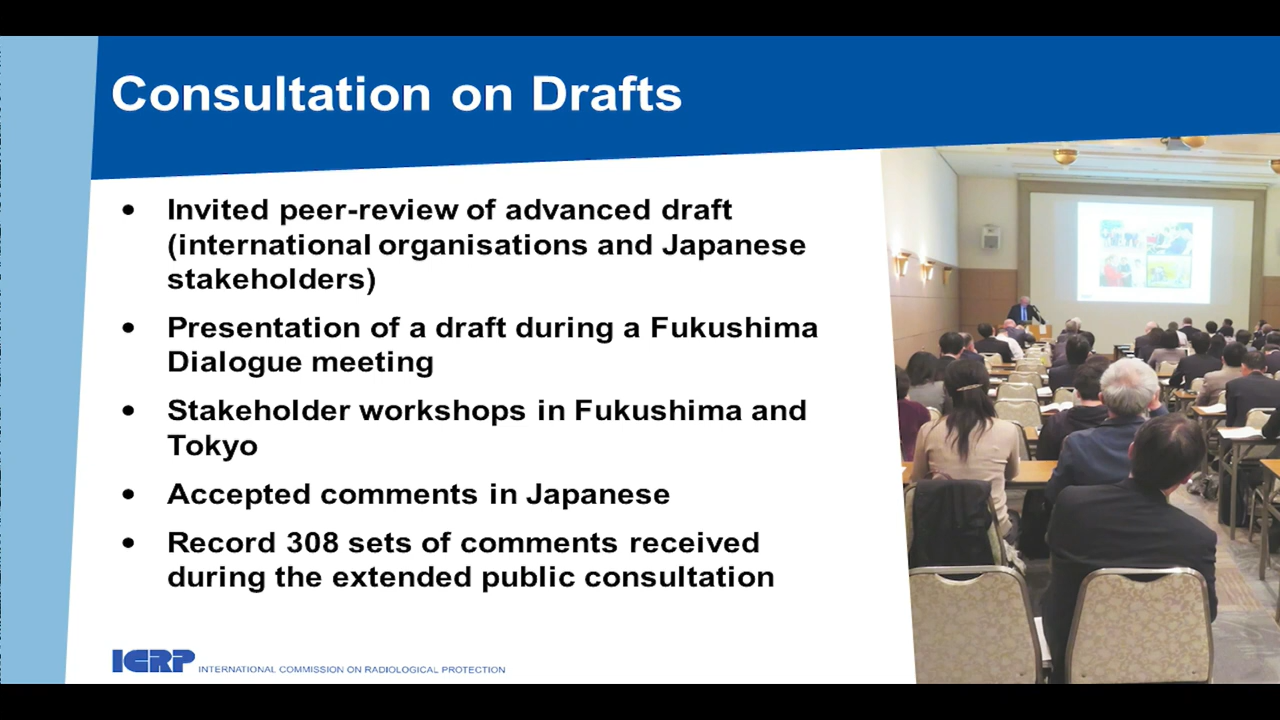 Consultation on Drafts
• Invited peer-review of advanced draft
(international organisations and Japanese
stakeholders)
• Presentation of a draft during a Fukushima
Dialogue meeting
• Stakeholder workshops in Fukushima and
Tokyo
• Accepted comments in Japanese
• Record 308 sets of comments received
during the extended public consultation
ICRP INTERNATIONAL COMMISSION ON RADIOLOGICAL PROTECTION